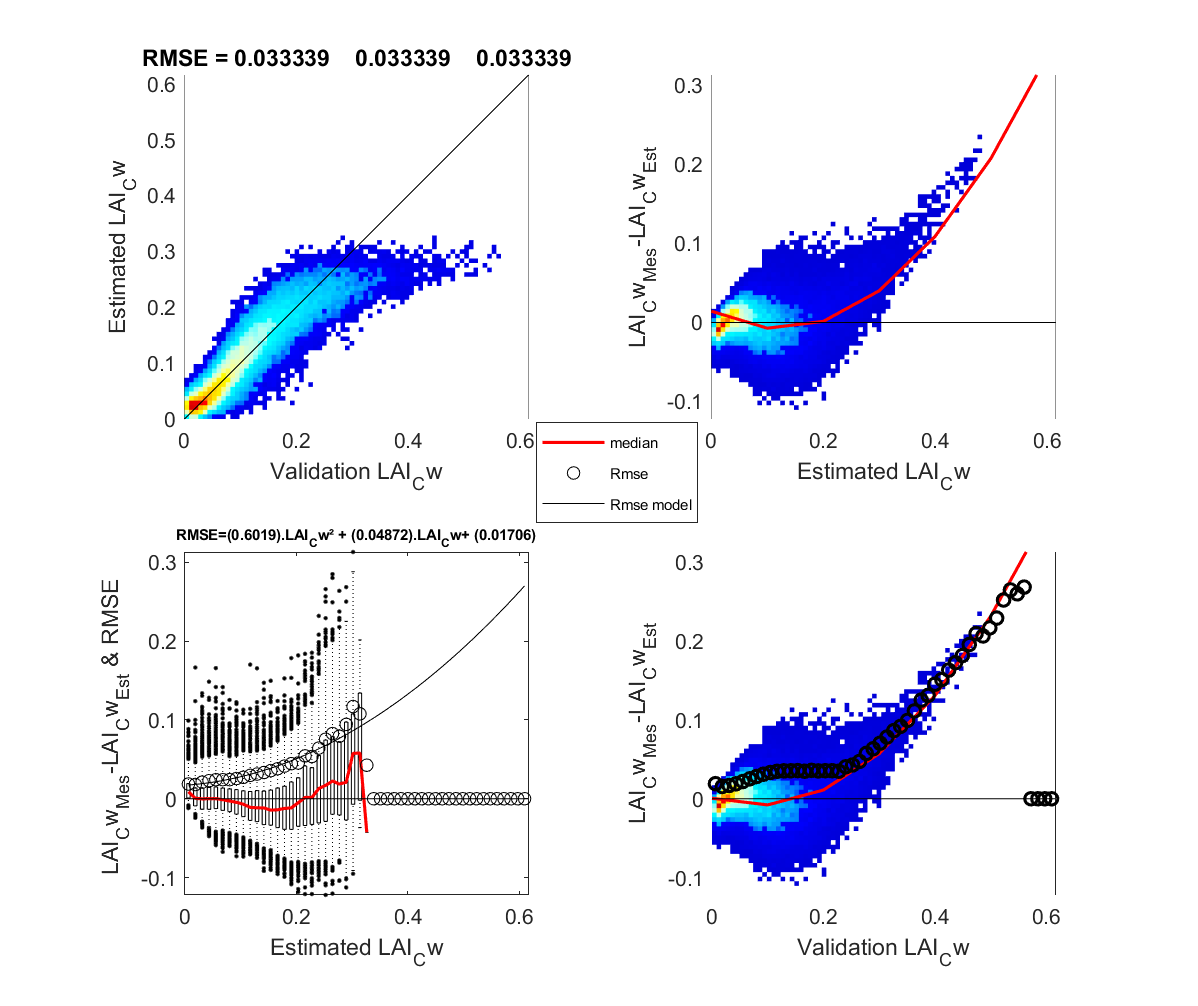 RMSE = 0.033339 0.033339 0.033339
0.6
0.5
0.4
0.3
0.2
0.1
0
Estimated LAI_Cw
0 0.2 0.4 0.6
Validation LAI_Cw
0.3
0.2
0.1
0
-0.1
LAI_Cw_Mes-LAI_Cw_Est
0 0.2 0.4 0.6
Estimated LAI_Cw
median
Rmse
Rmse model
RMSE=(0.6019).LAI_Cw² + (0.04872).LAI_Cw+ (0.01706)
0.3
0.2
0.1
0
-0.1
LAI_Cw_Mes-LAI_Cw_Est & RMSE
0 0.2 0.4 0.6
Estimated LAI_Cw
0.3
0.2
0.1
0
-0.1
LAI_Cw_Mes-LAI_Cw_Est
0 0.2 0.4 0.6
Validation LAI_Cw